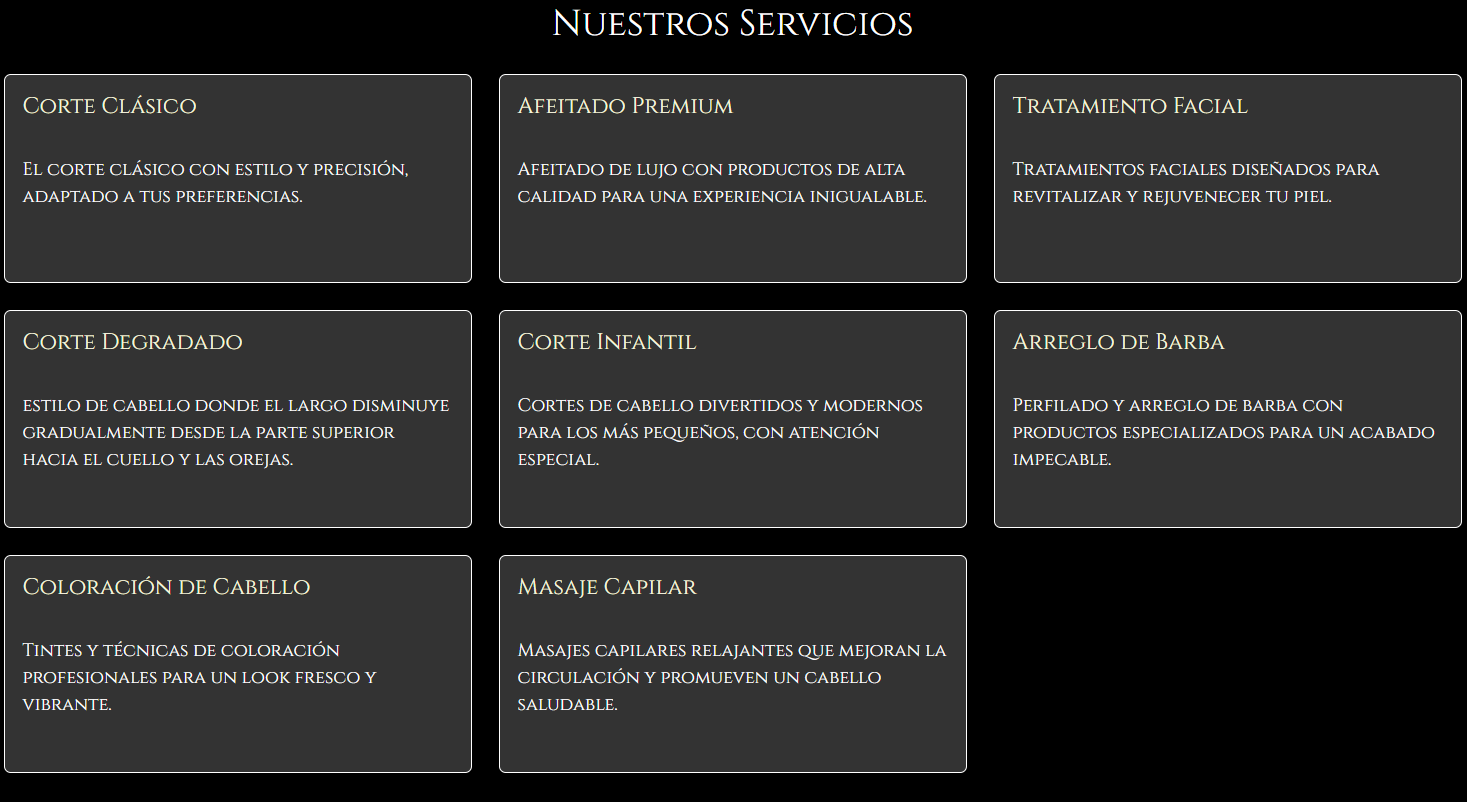 Nuestros Servicios
Corte Clásico
El corte clásico con estilo y precisión,
adaptado a tus preferencias.
Afeitado Premium
Afeitado de lujo con productos de alta
calidad para una experiencia inigualable.
Tratamiento Facial
Tratamientos faciales diseñados para
revitalizar y rejuvenecer tu piel.
Corte Degradado
estilo de cabello donde el largo disminuye
gradualmente desde la parte superior
hacia el cuello y las orejas.
Corte Infantil
Cortes de cabello divertidos y modernos
para los más pequeños, con atención
especial.
Arreglo de Barba
Perfilado y arreglo de barba con
productos especializados para un acabado
impecable.
Coloración de Cabello
Tintes y técnicas de coloración
profesionales para un look fresco y
vibrante.
Masaje Capilar
Masajes capilares relajantes que mejoran la
circulación y promueven un cabello
saludable.